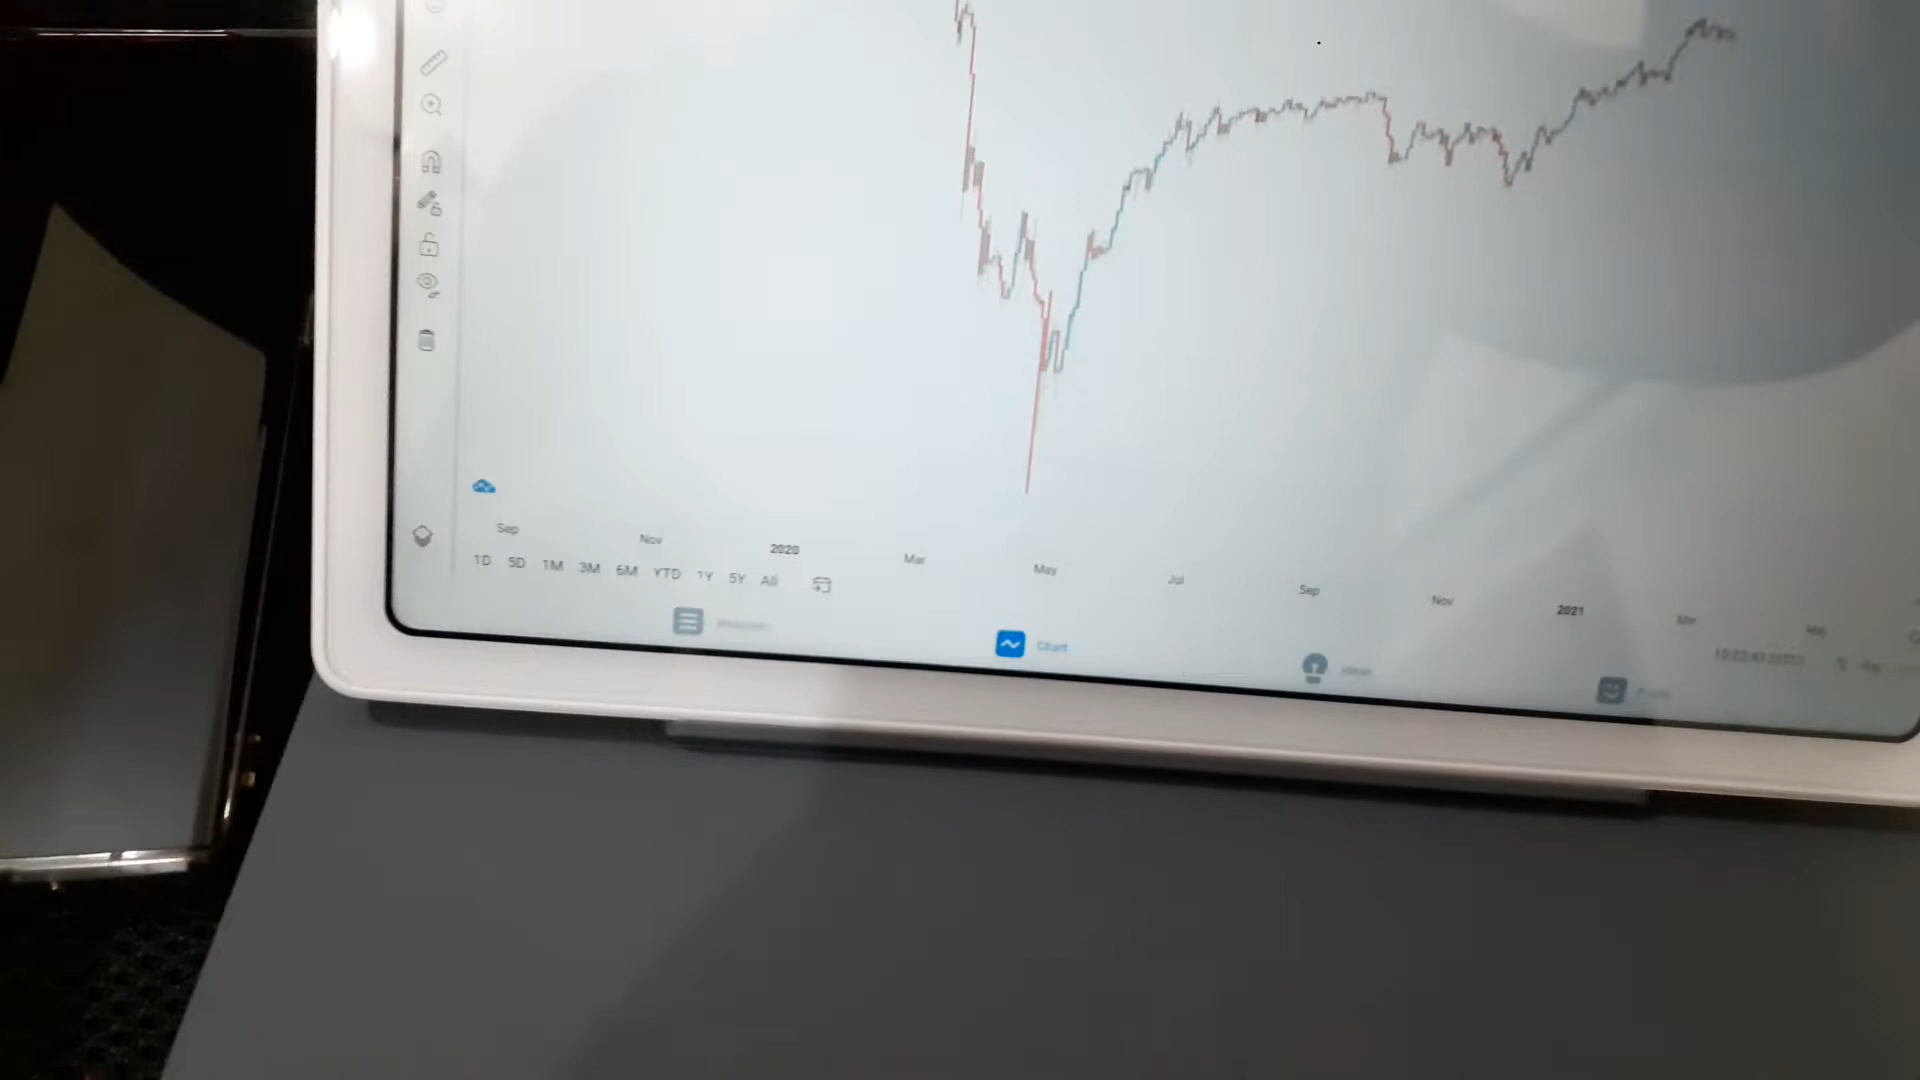 Sep Nov 2020 Mar May Jul Sep Nov 2021 Mar May
1D 5D 1M 3M 6M YTD 1Y 5Y All
Chart